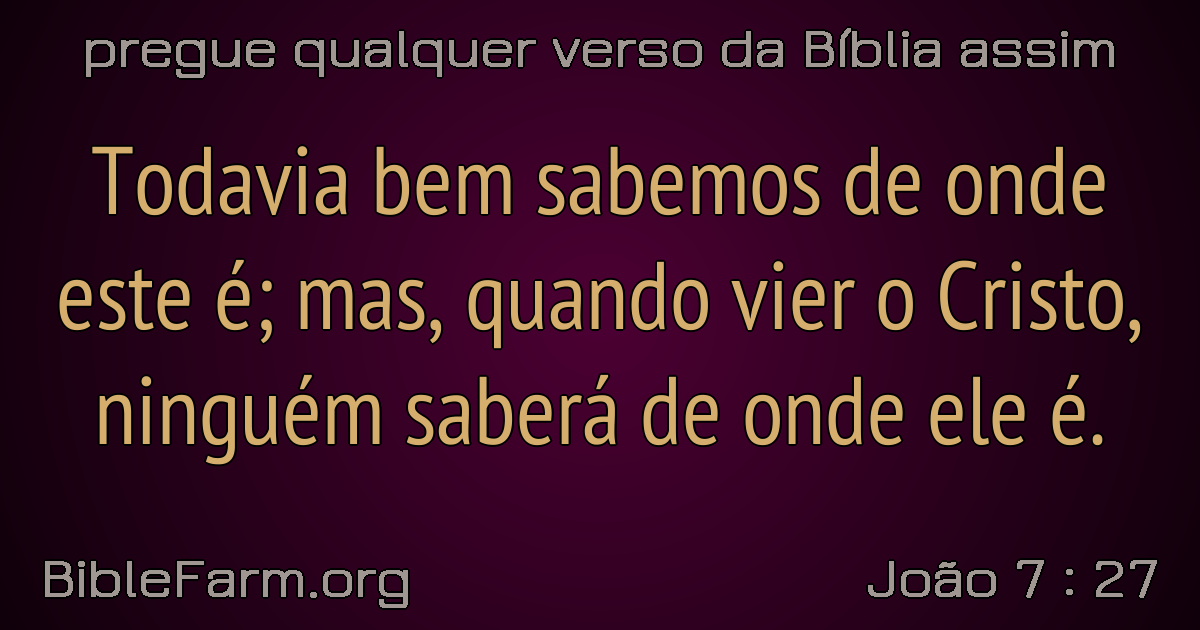 pregue qualquer verso da Bíblia assim
Todavia bem sabemos de onde
este é; mas, quando vier o Cristo,
ninguém saberá de onde ele é.
BibleFarm.org
João 7 : 27